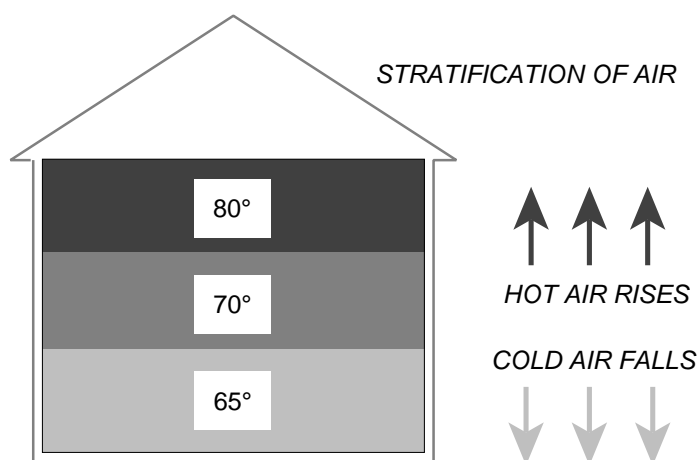 STRATIFICATION OF AIR
80°
70°
HOT AIR RISES
COLD AIR FALLS
65°